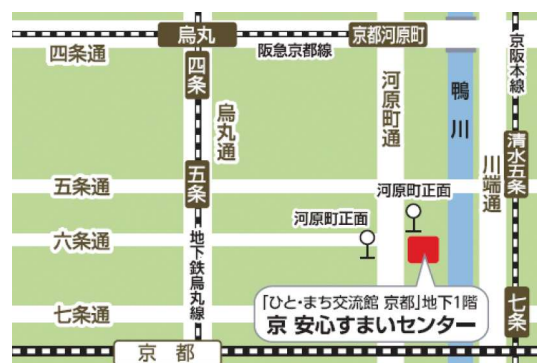 烏丸
京都河原町
四条通
阪急京都線
京阪本線
四条
烏丸通
河原町通
鴨川
清水五条
川端通
五条
五条通
河原町正面
河原町正面
六条通
地下鉄烏丸線
七条通
七条
「ひと・まち交流館 京都」地下1階
京 安心すまいセンター
京都